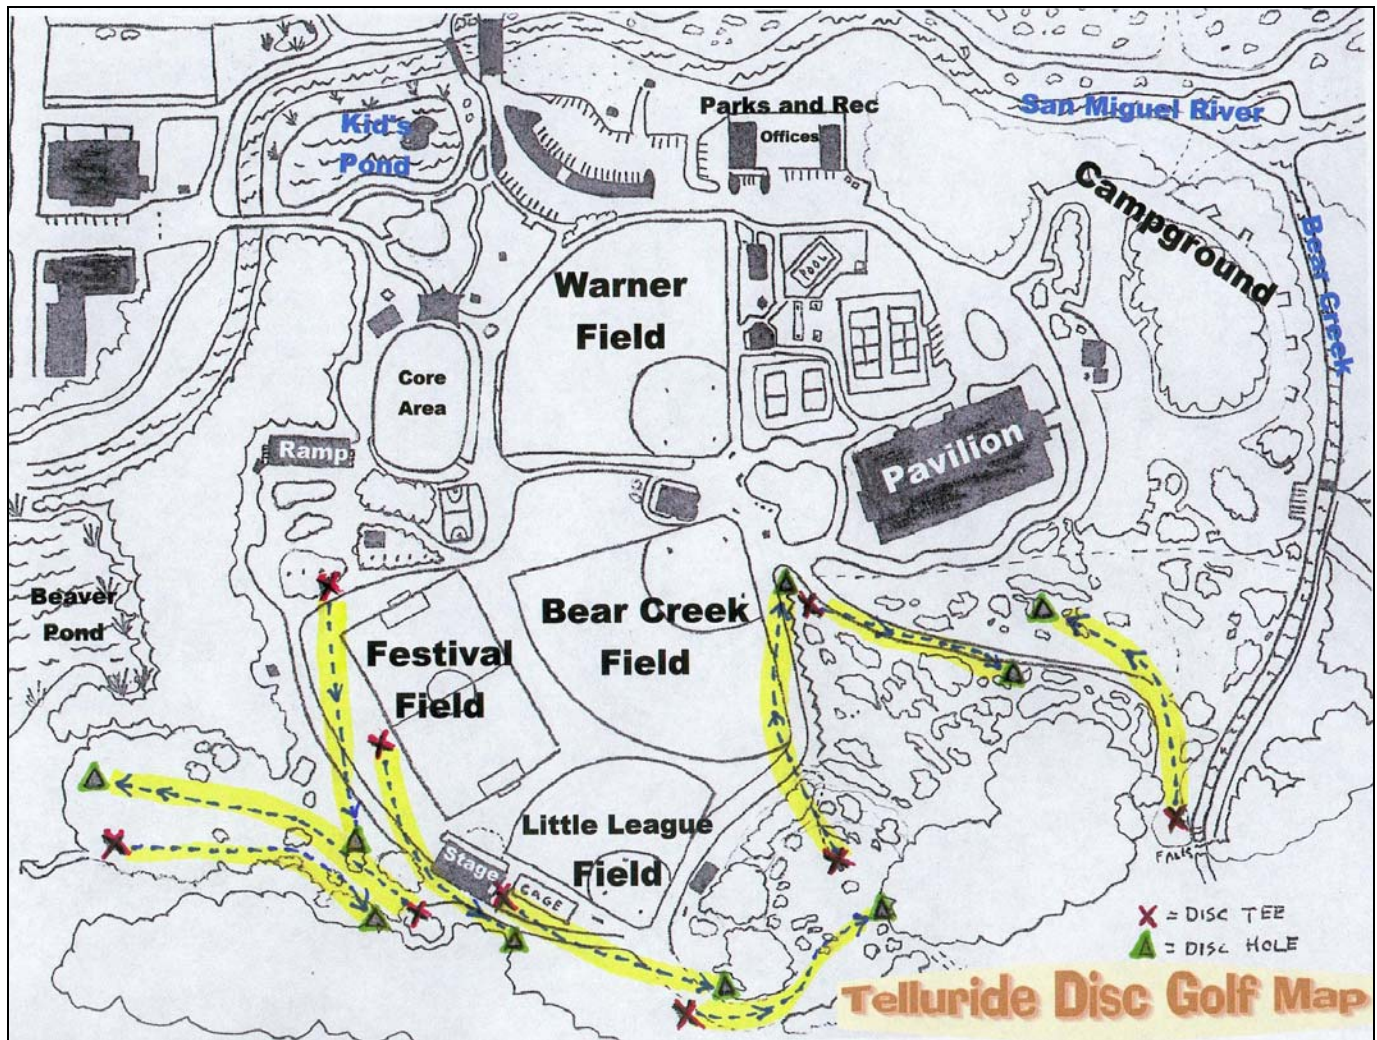 Parks and Rec
Offices
San Miguel River
Kid's
Pond
Campground
Bear Creek
Warner
Field
POOL
Core
Area
Ramp
Pavilion
Beaver
Pond
Bear Creek
Field
Festival
Field
Little League
Field
Stage
CAGE
FALLS
X = DISC TEE
= DISC HOLE
Telluride Disc Golf Map